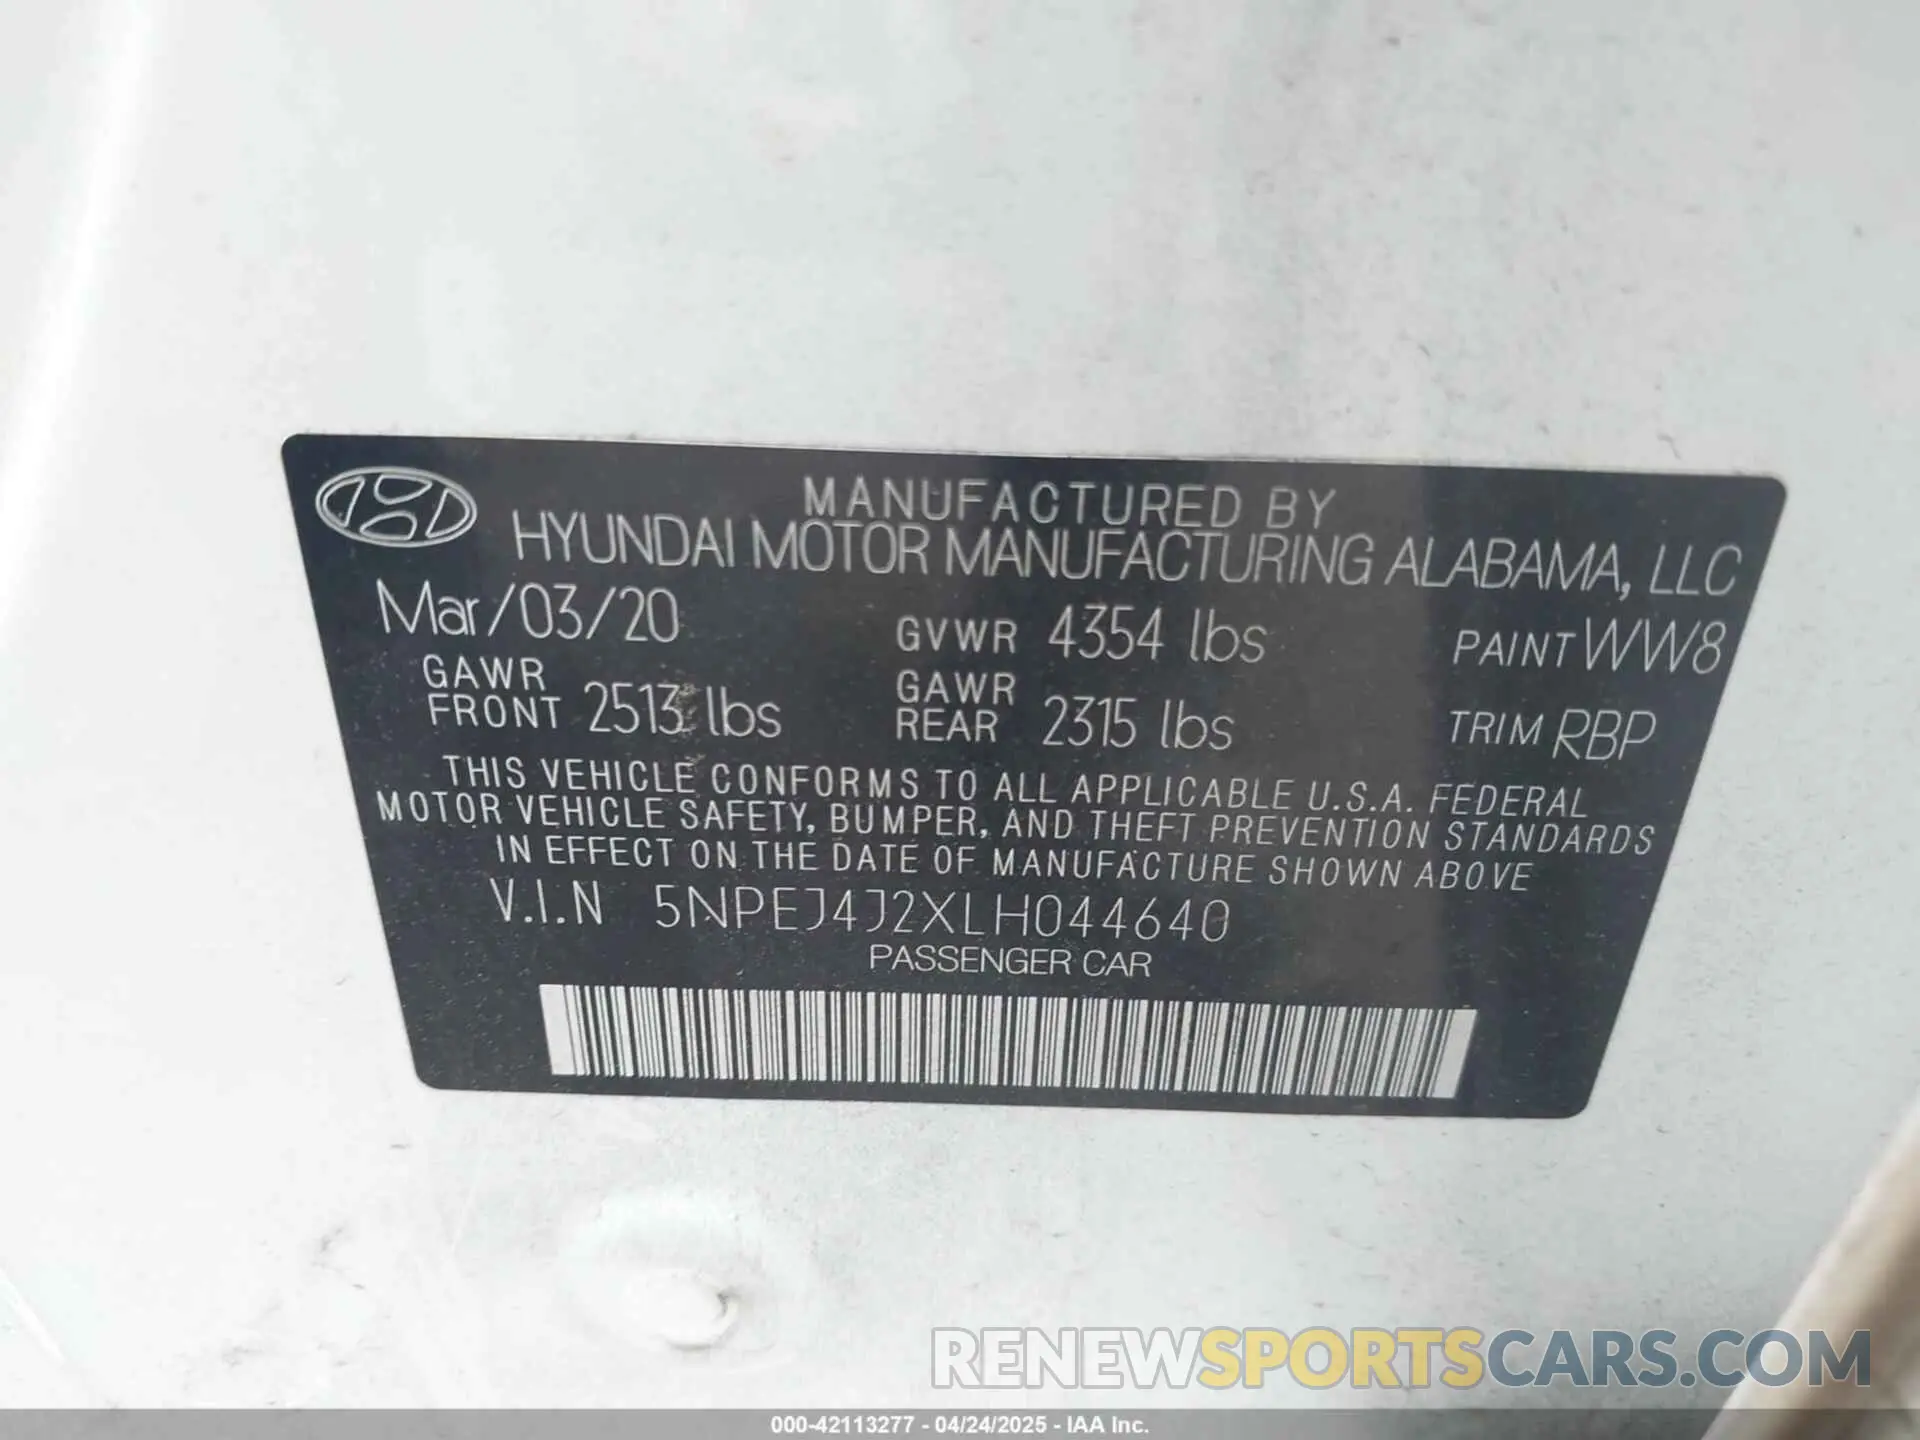 MANUFACTURED BY
HYUNDAI MOTOR MANUFACTURING ALABAMA, LLC
Mar/03/20 GVWR 4354 lbs PAINT WW8
GAWR FRONT 2513 lbs GAWR REAR 2315 lbs TRIM RBP
THIS VEHICLE CONFORMS TO ALL APPLICABLE U.S.A. FEDERAL
MOTOR VEHICLE SAFETY, BUMPER, AND THEFT PREVENTION STANDARDS
IN EFFECT ON THE DATE OF MANUFACTURE SHOWN ABOVE
V.I.N 5NPEJ4J2XLH044640
PASSENGER CAR
RENEWSPORTSCARS.COM
000-42113277 - 04/24/2025 - IAA Inc.